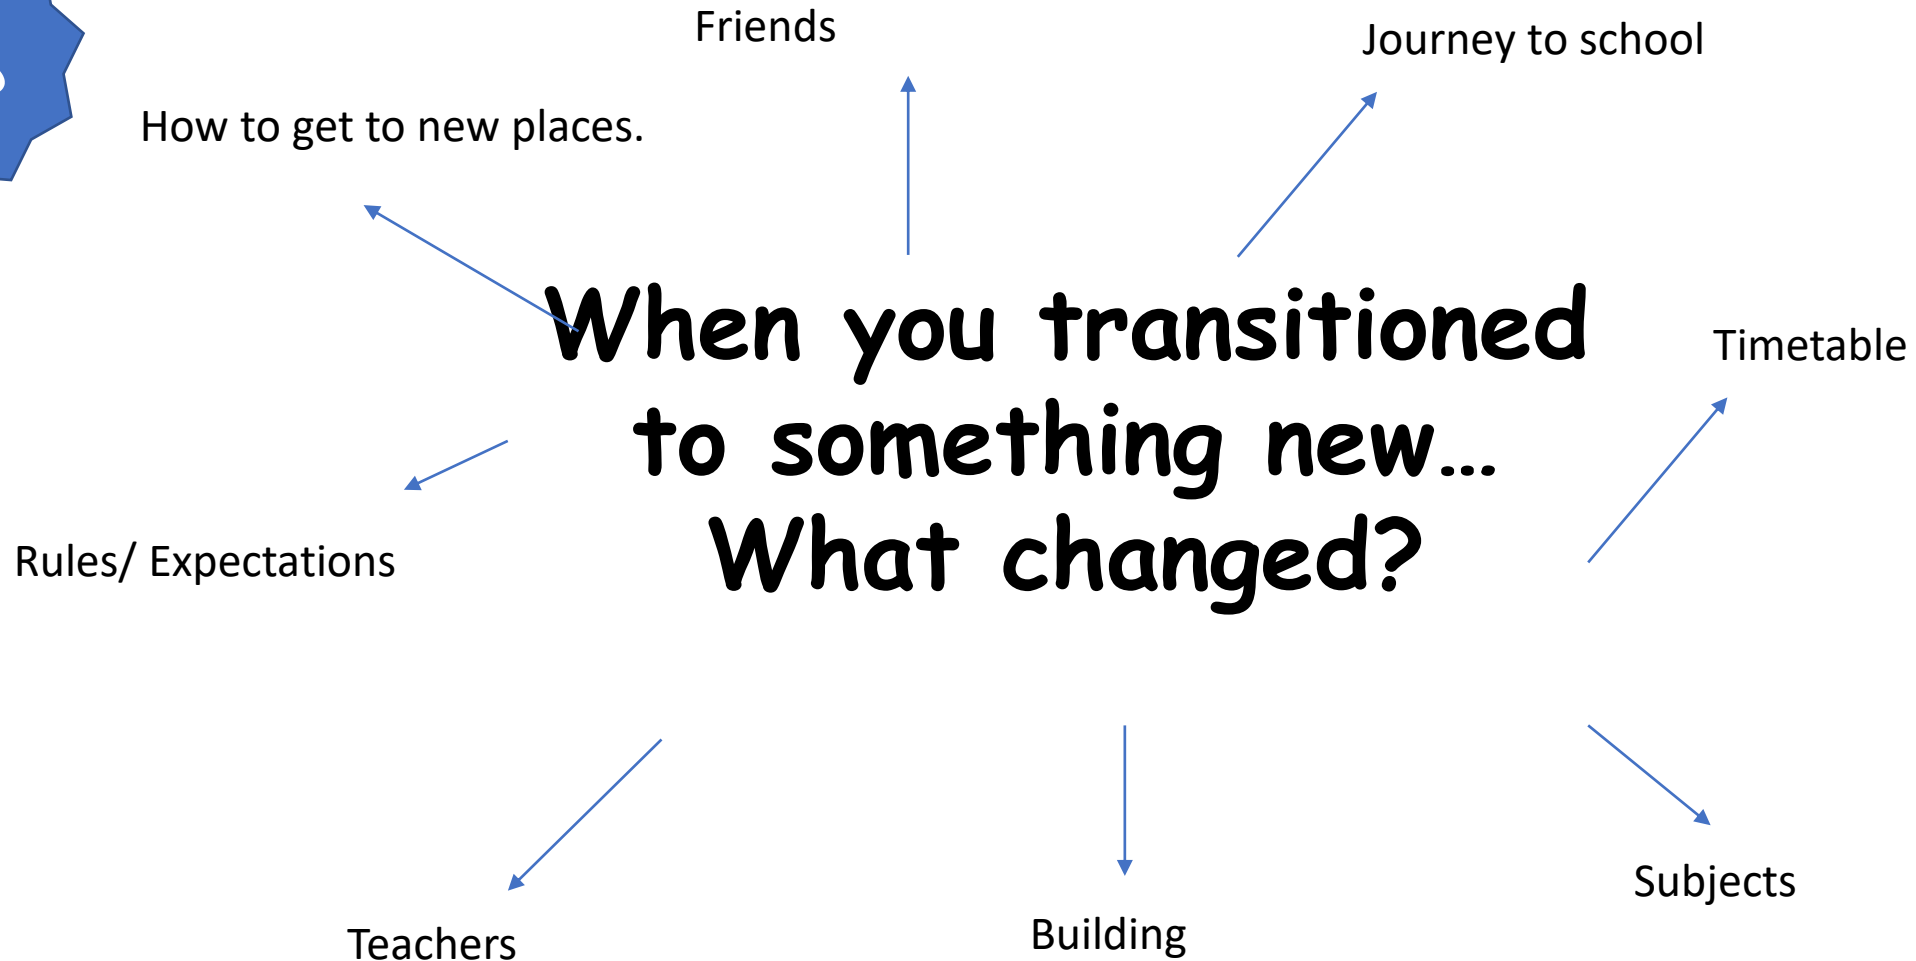 Friends
Journey to school
How to get to new places.
When you transitioned
to something new...
What changed?
Timetable
Rules/ Expectations
Subjects
Teachers
Building